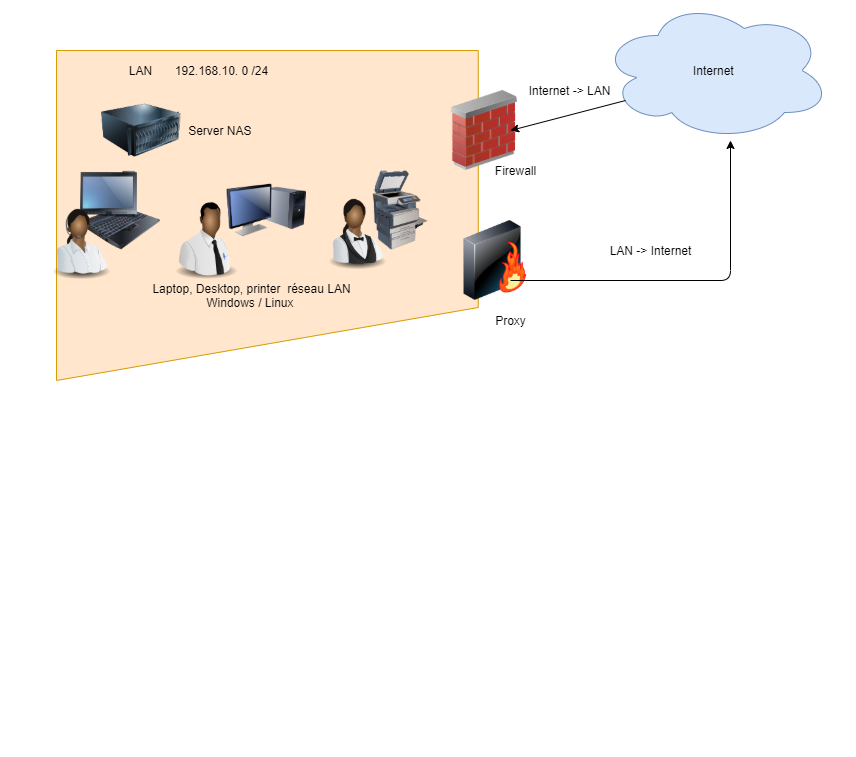 LAN 192.168.10. 0 /24
Internet
Internet -> LAN
Server NAS
Firewall
LAN -> Internet
Laptop, Desktop, printer réseau LAN
Windows / Linux
Proxy